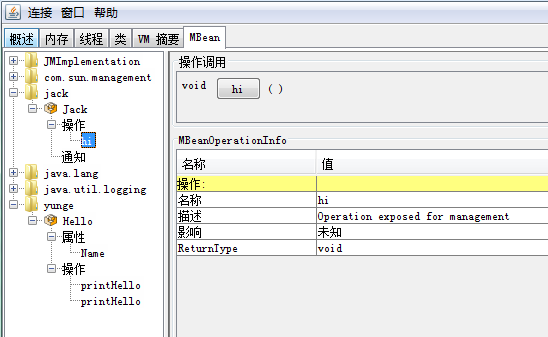 连接 窗口 帮助
概述 内存 线程 类 VM 摘要 MBean
JMImplementation
com.sun.management
jack
Jack
操作
hi
通知
java.lang
java.util.logging
yunge
Hello
属性
Name
操作
printHello
printHello
操作调用
void hi ( )
MBeanOperationInfo
名称 值
操作:
名称 hi
描述 Operation exposed for management
影响 未知
ReturnType void